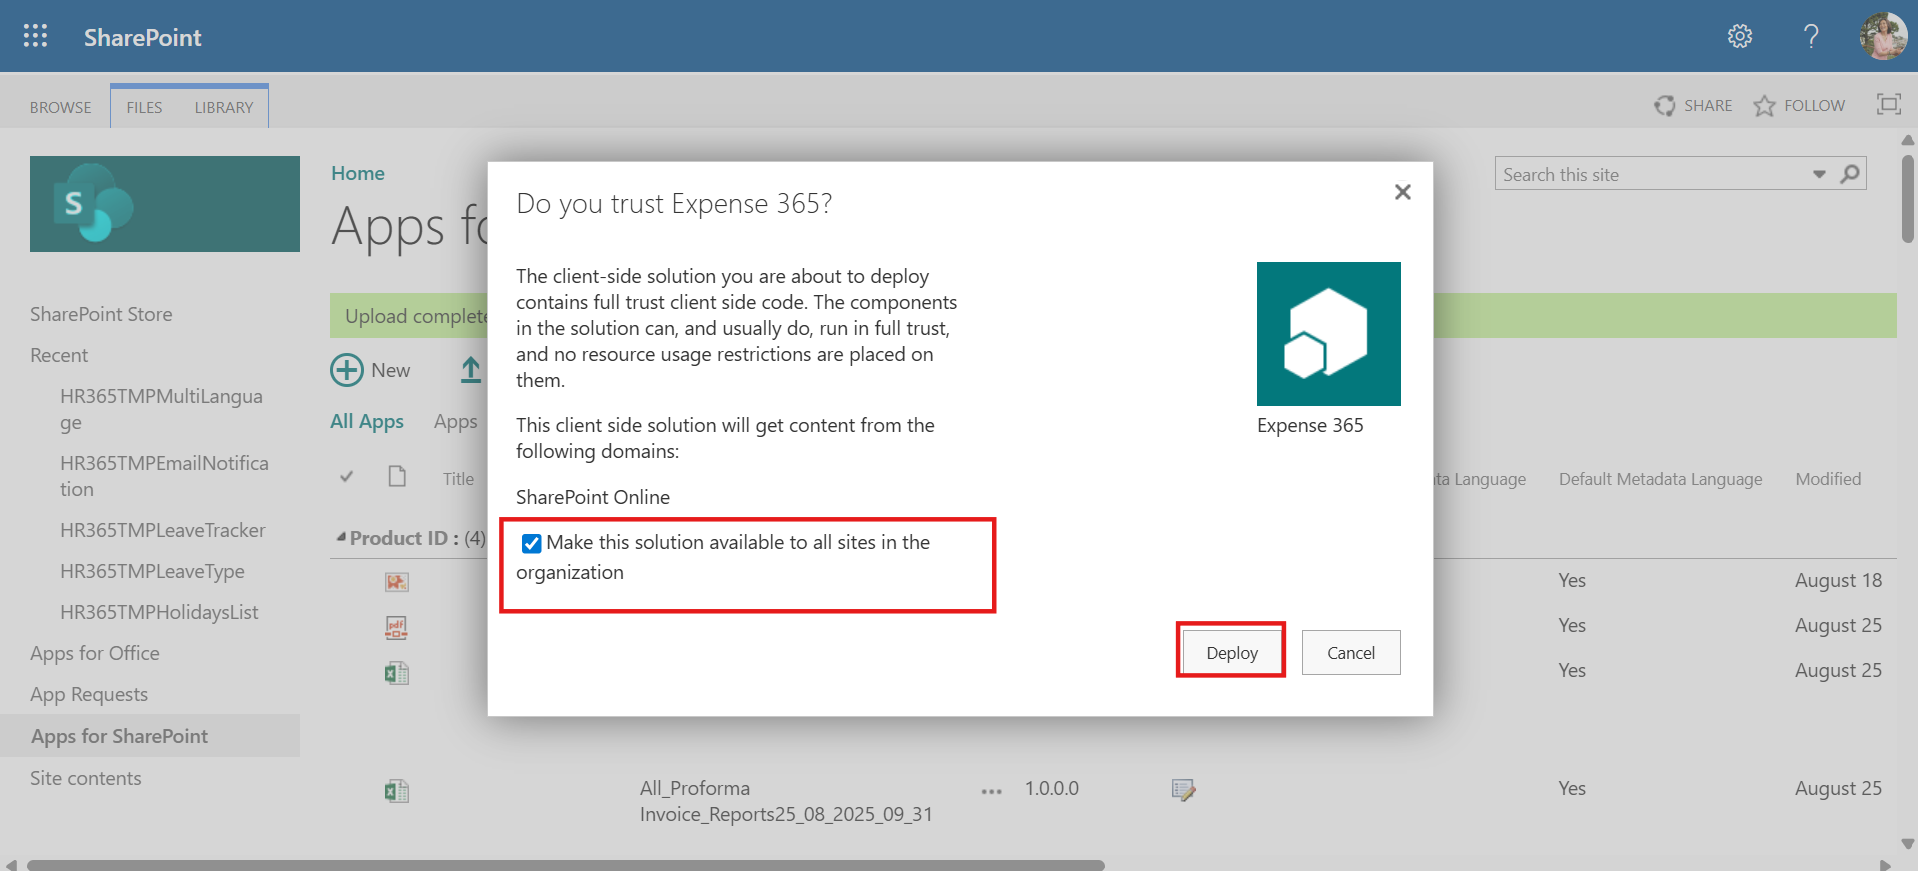 SharePoint
BROWSE
FILES
LIBRARY
SHARE
FOLLOW
S
Home
Search this site
Apps fo
Do you trust Expense 365?
The client-side solution you are about to deploy
contains full trust client side code. The components
in the solution can, and usually do, run in full trust,
and no resource usage restrictions are placed on
them.
This client side solution will get content from the
following domains:
SharePoint Online
Make this solution available to all sites in the
organization
Expense 365
Deploy
Cancel
SharePoint Store
Recent
HR365TMPMultiLangua
ge
HR365TMPEmailNotifica
tion
HR365TMPLeaveTracker
HR365TMPLeaveType
HR365TMPHolidaysList
Apps for Office
App Requests
Apps for SharePoint
Site contents
Upload complete
New
All Apps
Apps
Title
ta Language
Default Metadata Language
Modified
Product ID : (4)
Yes
August 18
pdf
Yes
August 25
Yes
August 25
All_Proforma
Invoice_Reports25_08_2025_09_31
...
1.0.0.0
Yes
August 25